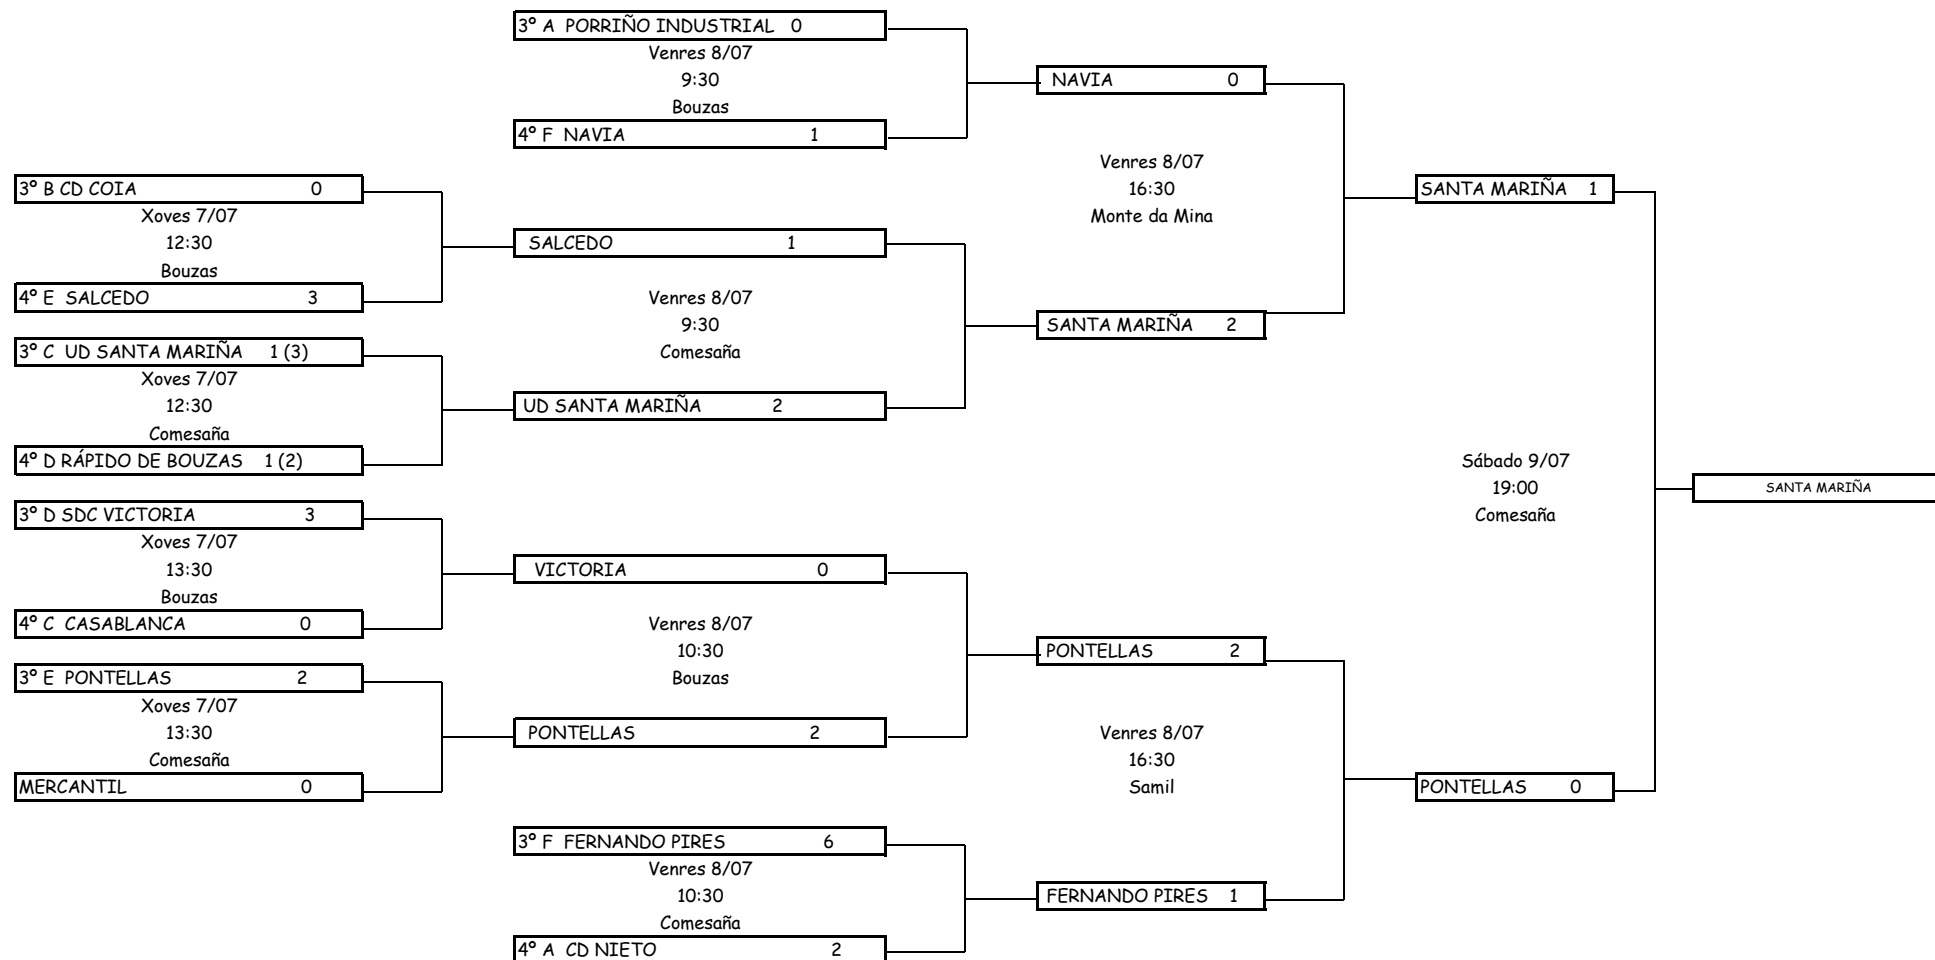 3º A PORRIÑO INDUSTRIAL 0
Venres 8/07
9:30
Bouzas
4º F NAVIA 1
3º B CD COIA 0
Xoves 7/07
12:30
Bouzas
4º E SALCEDO 3
3º C UD SANTA MARIÑA 1 (3)
Xoves 7/07
12:30
Comesaña
4º D RÁPIDO DE BOUZAS 1 (2)
3º D SDC VICTORIA 3
Xoves 7/07
13:30
Bouzas
4º C CASABLANCA 0
3º E PONTELLAS 2
Xoves 7/07
13:30
Comesaña
MERCANTIL 0
SALCEDO 1
Venres 8/07
9:30
Comesaña
UD SANTA MARIÑA 2
VICTORIA 0
Venres 8/07
10:30
Bouzas
PONTELLAS 2
3º F FERNANDO PIRES 6
Venres 8/07
10:30
Comesaña
4º A CD NIETO 2
NAVIA 0
Venres 8/07
16:30
Monte da Mina
SANTA MARIÑA 2
PONTELLAS 2
Venres 8/07
16:30
Samil
FERNANDO PIRES 1
SANTA MARIÑA 1
Sábado 9/07
19:00
Comesaña
PONTELLAS 0
SANTA MARIÑA